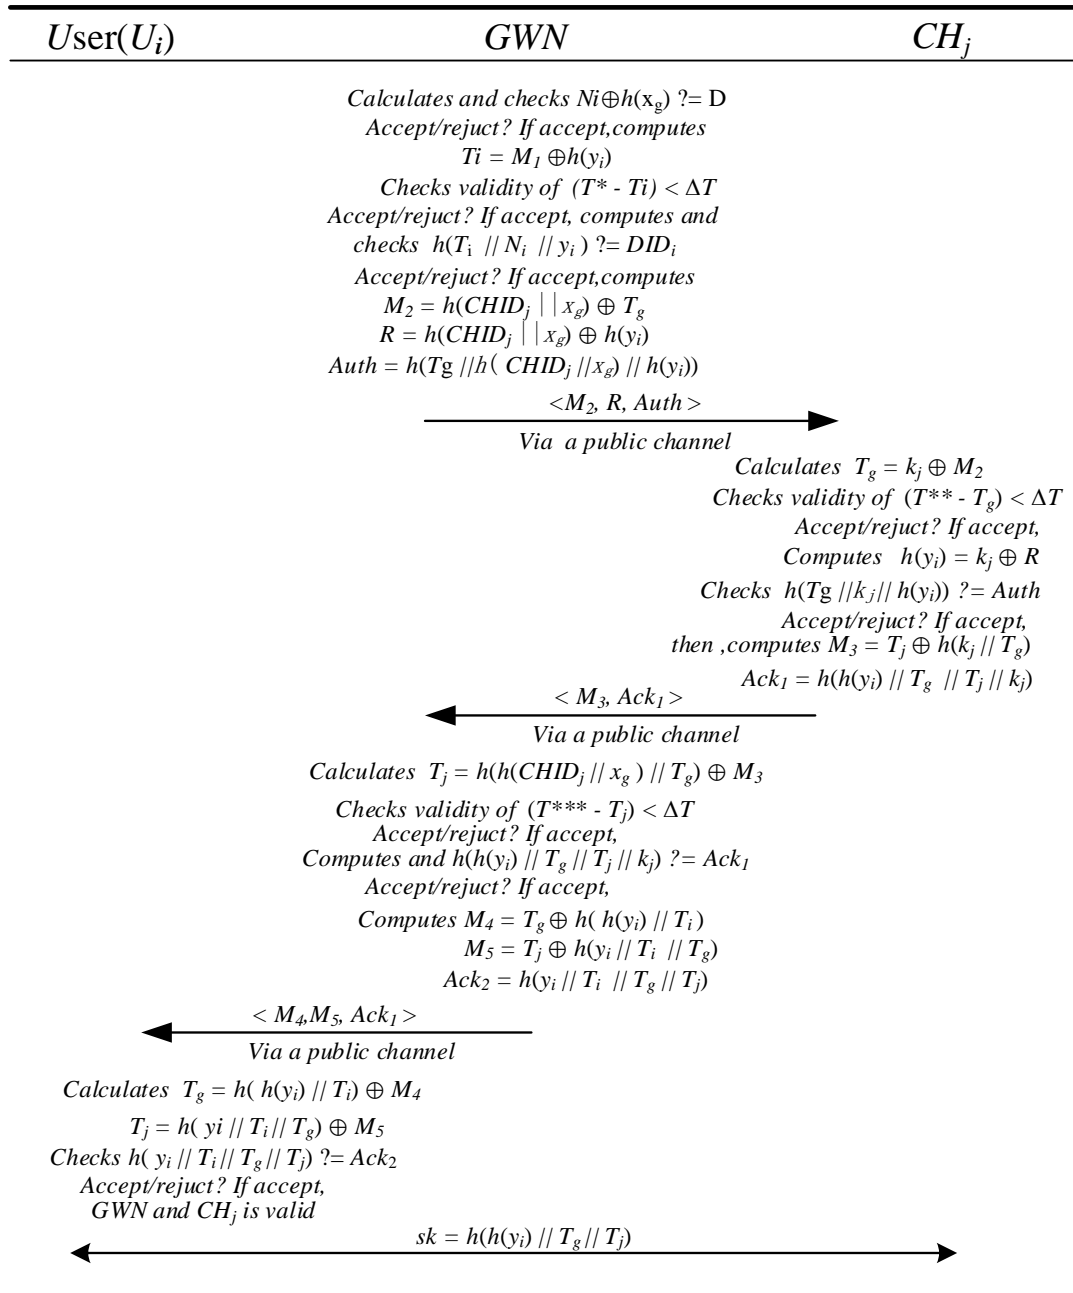 User(Ui) GWN CHj
Calculates and checks Ni⊕h(xg) ?= D
Accept/rejuct? If accept,computes
Ti = M1 ⊕h(yi)
Checks validity of (T* - Ti) < ΔT
Accept/rejuct? If accept, computes and
checks h(Ti // Ni // yi ) ?= DIDi
Accept/rejuct? If accept,computes
M2 = h(CHIDj || xg) ⊕ Tg
R = h(CHIDj || xg) ⊕ h(yi)
Auth = h(Tg //h( CHIDj //xg) // h(yi))
<M2, R, Auth >
Via a public channel
Calculates Tg = kj ⊕ M2
Checks validity of (T** - Tg) < ΔT
Accept/rejuct? If accept,
Computes h(yi) = kj ⊕ R
Checks h(Tg //kj// h(yi)) ?= Auth
Accept/rejuct? If accept,
then ,computes M3 = Tj ⊕ h(kj // Tg)
Ack1 = h(h(yi) // Tg // Tj // kj)
< M3, Ack1 >
Via a public channel
Calculates Tj = h(h(CHIDj // xg ) // Tg) ⊕ M3
Checks validity of (T*** - Tj) < ΔT
Accept/rejuct? If accept,
Computes and h(h(yi) // Tg // Tj // kj) ?= Ack1
Accept/rejuct? If accept,
Computes M4 = Tg ⊕ h( h(yi) // Ti )
M5 = Tj ⊕ h(yi // Ti // Tg)
Ack2 = h(yi // Ti // Tg // Tj)
< M4,M5, Ack1 >
Via a public channel
Calculates Tg = h( h(yi) // Ti) ⊕ M4
Tj = h( yi // Ti // Tg) ⊕ M5
Checks h( yi // Ti // Tg // Tj) ?= Ack2
Accept/rejuct? If accept,
GWN and CHj is valid
sk = h(h(yi) // Tg // Tj)